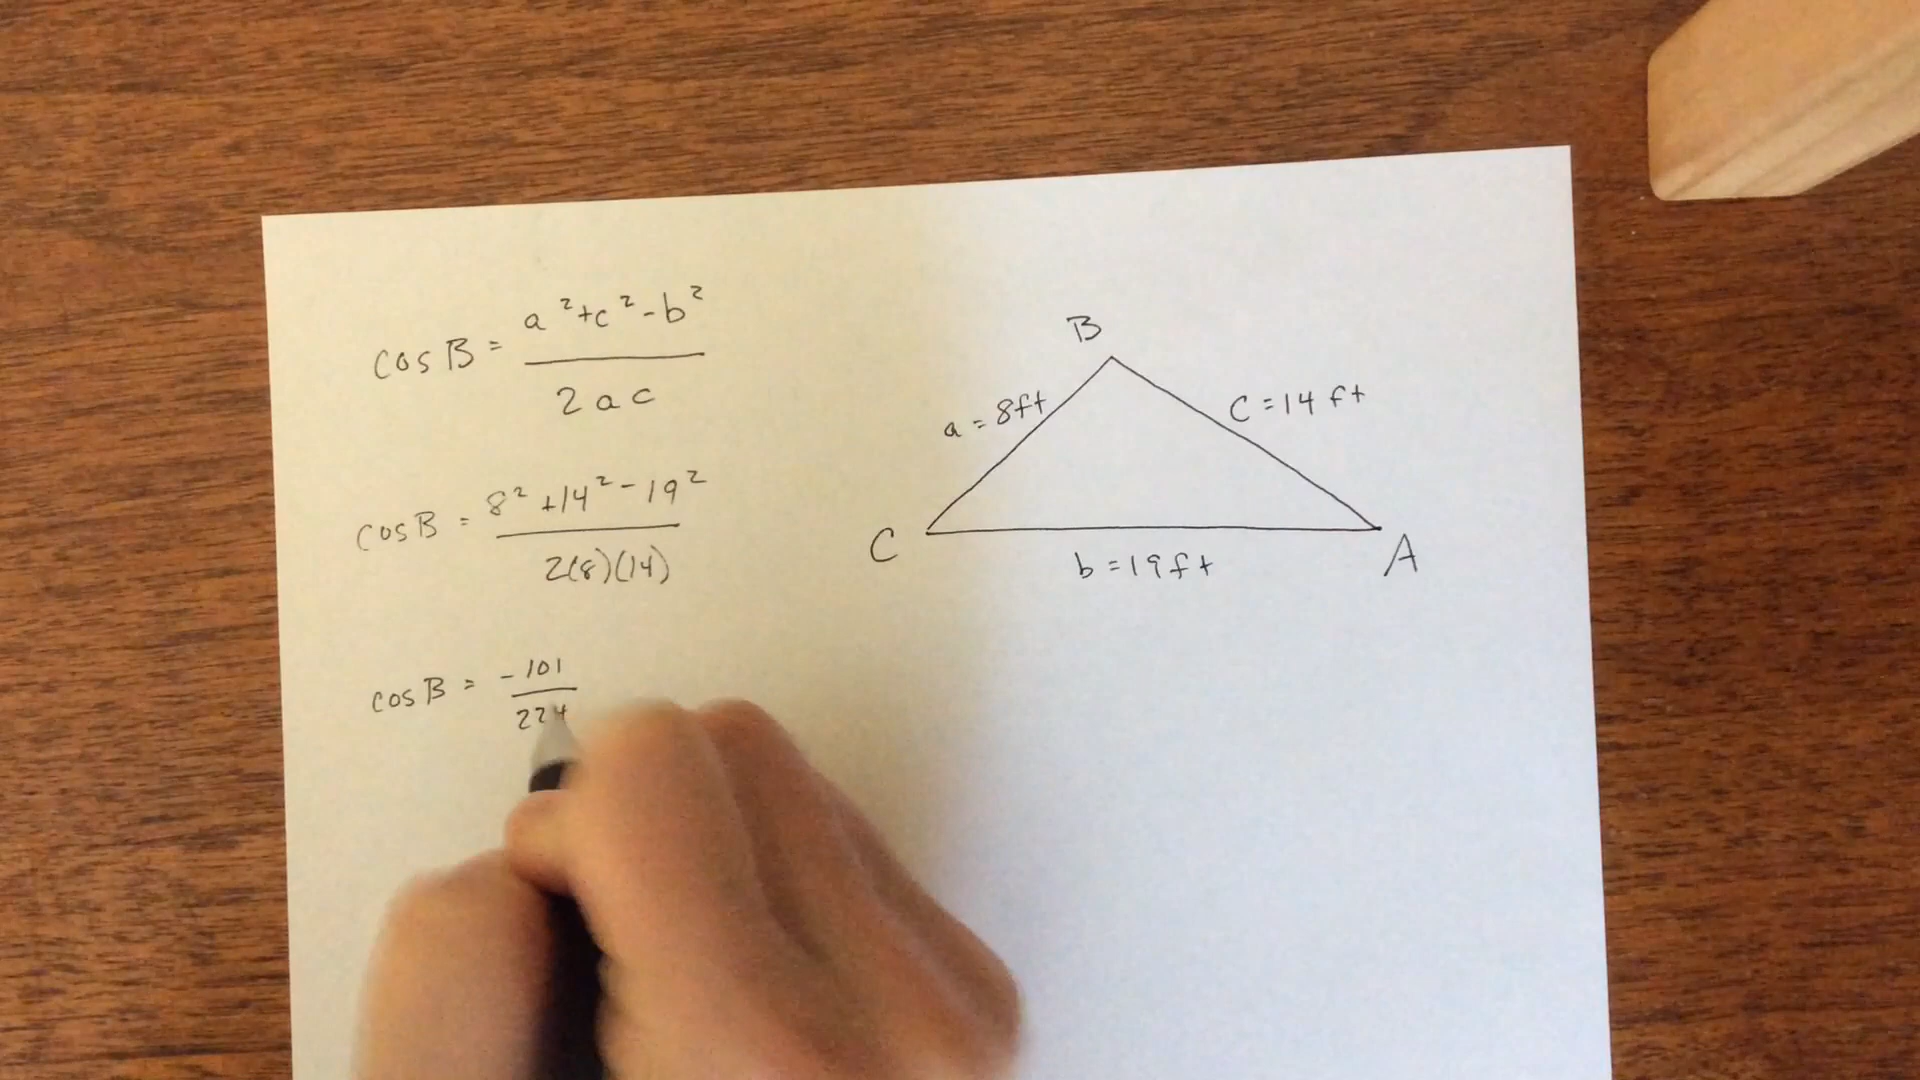 cos B = a²+c²-b² / 2ac
cos B = 8²+14²-19² / 2(8)(14)
cos B = -101 / 224
B
a = 8ft
C = 14 ft
C
b = 19ft
A